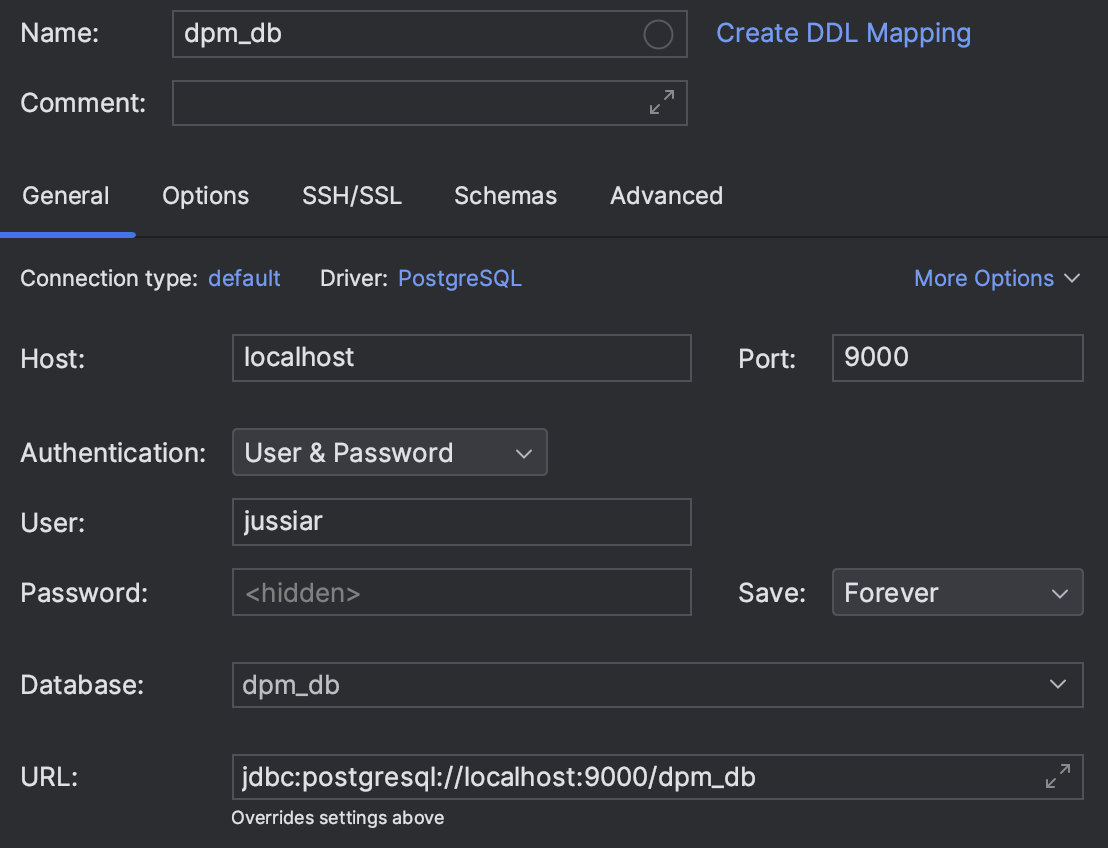 Name: dpm_db Create DDL Mapping
Comment:
General Options SSH/SSL Schemas Advanced
Connection type: default Driver: PostgreSQL More Options
Host: localhost Port: 9000
Authentication: User & Password
User: jussiar
Password: <hidden> Save: Forever
Database: dpm_db
URL: jdbc:postgresql://localhost:9000/dpm_db
Overrides settings above